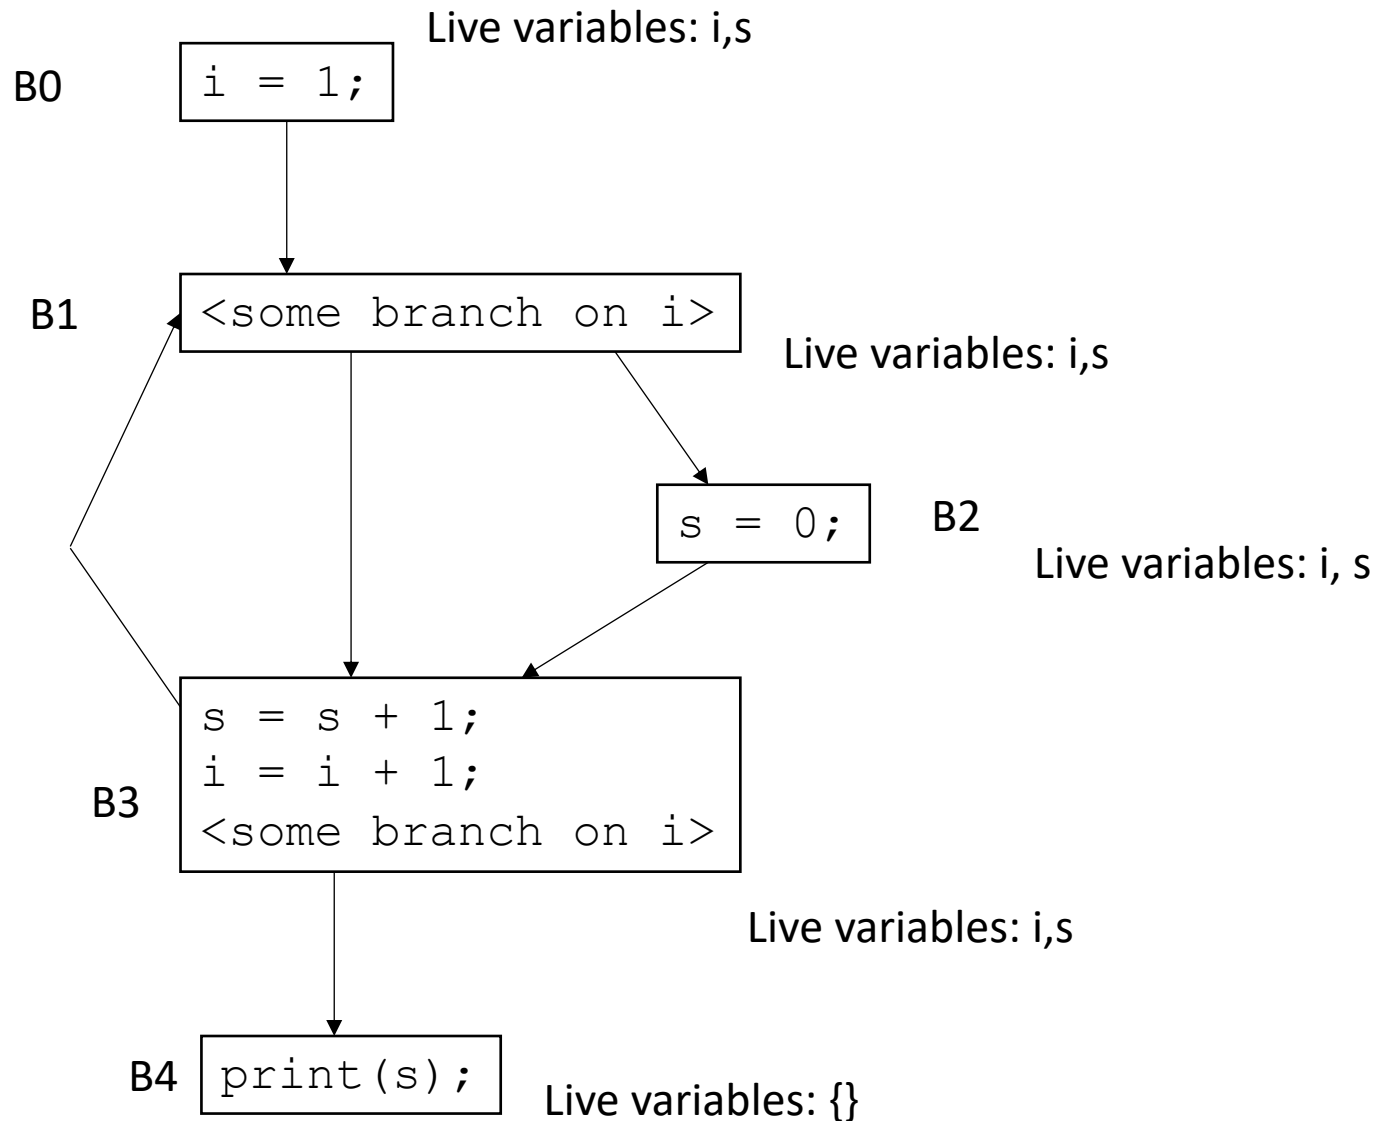 Live variables: i,s
B0
i = 1;
B1
<some branch on i>
Live variables: i,s
s = 0;
B2
Live variables: i, s
s = s + 1;
i = i + 1;
B3
<some branch on i>
Live variables: i,s
B4
print(s);
Live variables: {}